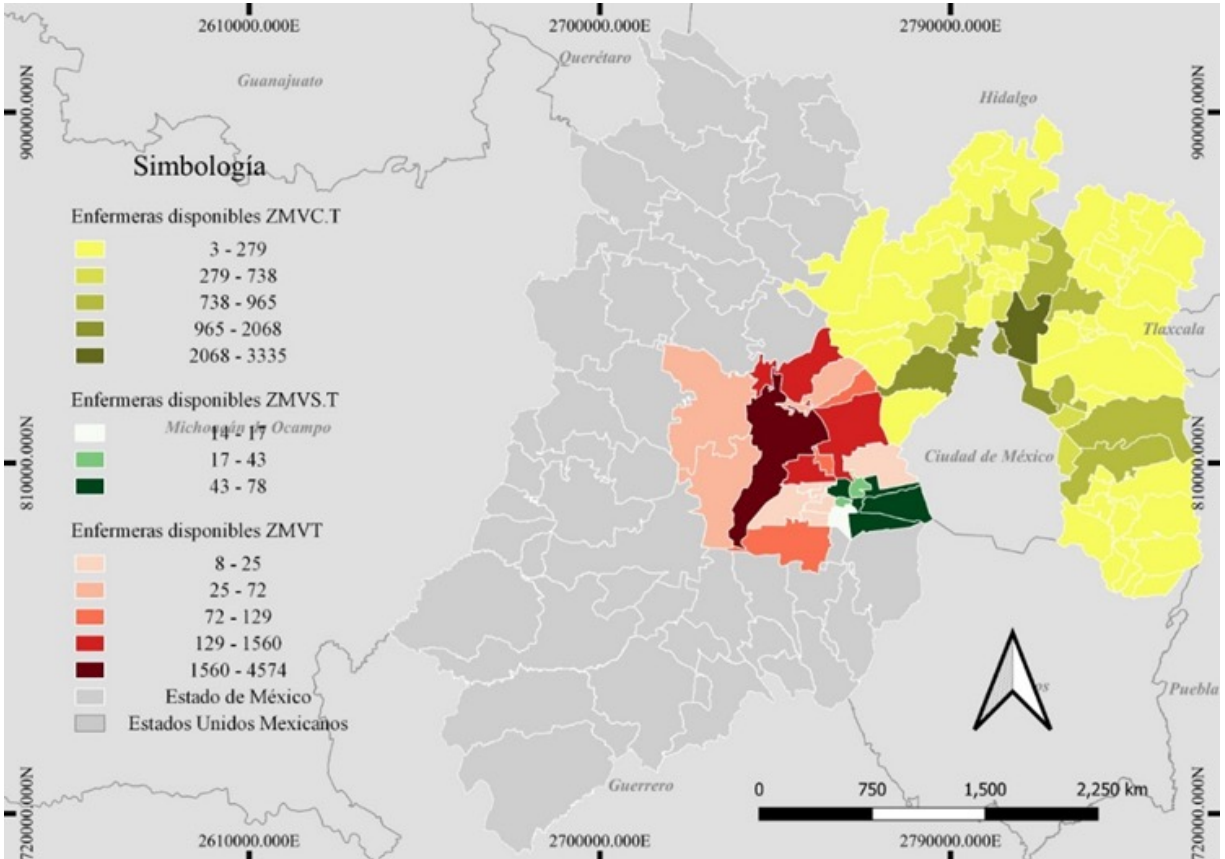 2610000.000E 2700000.000E 2790000.000E
Querétaro
Guanajuato
Hidalgo
900000.000N 900000.000N
Simbología
Enfermeras disponibles ZMVC.T
3 - 279
279 - 738
738 - 965
965 - 2068
2068 - 3335
Tlaxcala
Enfermeras disponibles ZMVS.T
14 - 17
Michoacán de Ocampo
17 - 43
43 - 78
Ciudad de México
810000.000N 810000.000N
Enfermeras disponibles ZMVT
8 - 25
25 - 72
72 - 129
129 - 1560
1560 - 4574
Estado de México
Estados Unidos Mexicanos
Puebla
Guerrero
0 750 1,500 2,250 km
720000.000N 720000.000N
2610000.000E 2700000.000E 2790000.000E